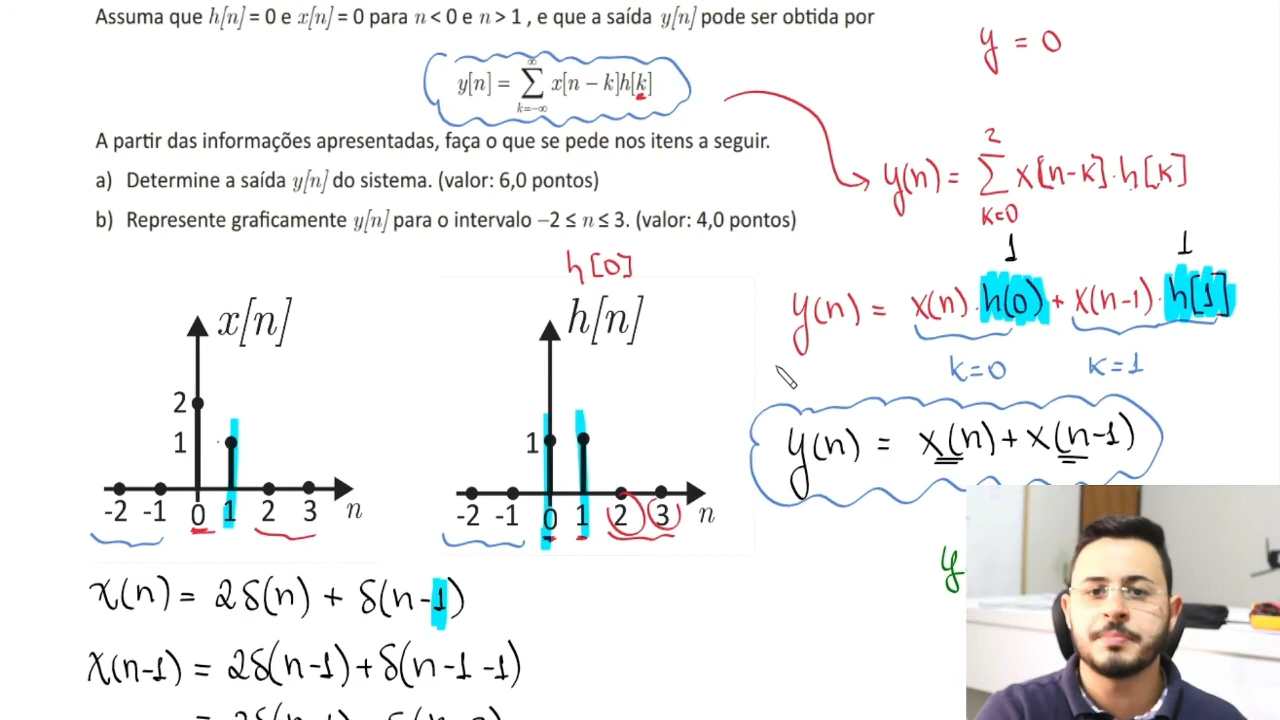 Assuma que h[n] = 0 e x[n] = 0 para n < 0 e n > 1 , e que a saída y[n] pode ser obtida por
y[n] = ∑ x[n − k]h[k]
∞
k=−∞
A partir das informações apresentadas, faça o que se pede nos itens a seguir.
a) Determine a saída y[n] do sistema. (valor: 6,0 pontos)
b) Represente graficamente y[n] para o intervalo −2 ≤ n ≤ 3. (valor: 4,0 pontos)
y = 0
2
y(n) = ∑ x[n-k].h[k]
k=0
1 1
y(n) = x(n).h(0) + x(n-1).h[1]
k=0 k=1
y(n) = x(n)+x(n-1)
y
x[n]
2
1
-2 -1 0 1 2 3 n
h[0]
h[n]
1
-2 -1 0 1 2 3 n
x(n) = 2δ(n) + δ(n-1)
x(n-1) = 2δ(n-1)+δ(n-1-1)